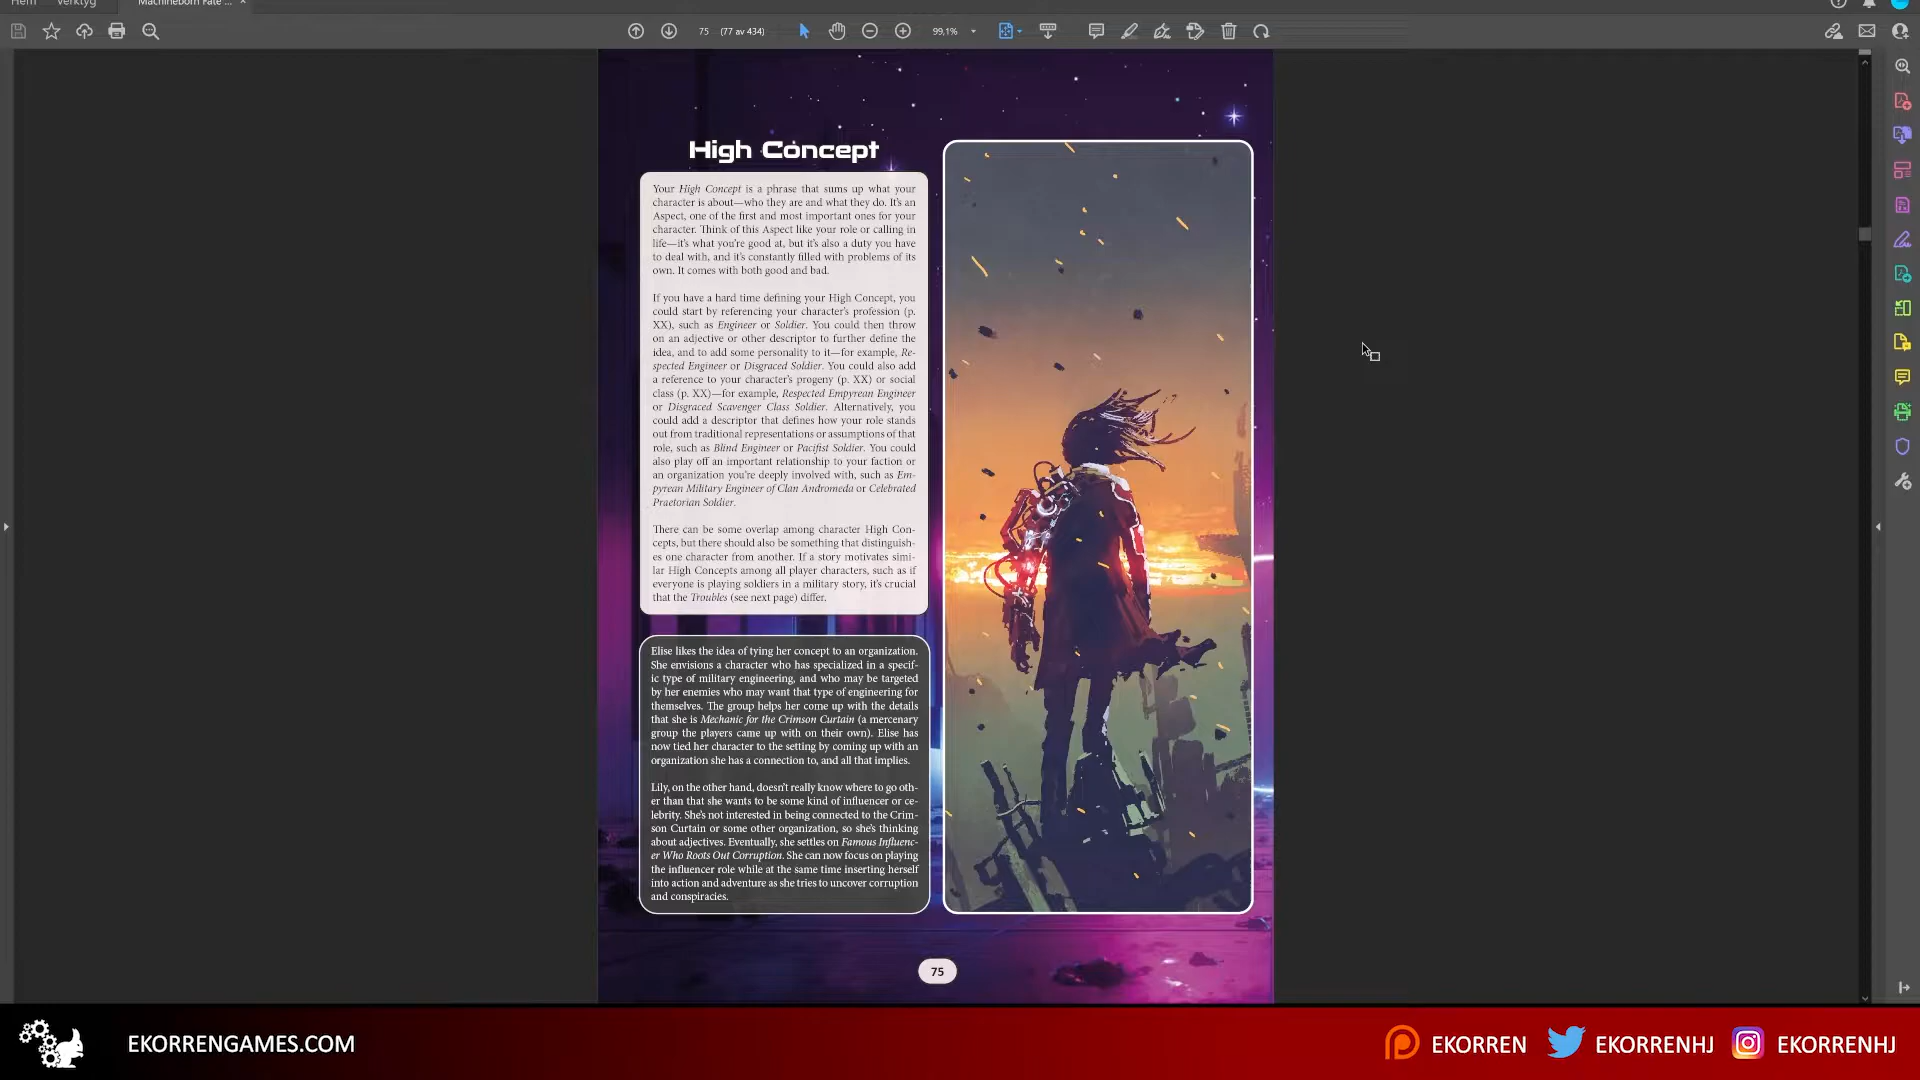 Hem Verktyg Machineborn Fate ... ×
75 (77 av 434) 99,1%
High Concept
Your High Concept is a phrase that sums up what your
character is about—who they are and what they do. It's an
Aspect, one of the first and most important ones for your
character. Think of this Aspect like your role or calling in
life—it's what you're good at, but it's also a duty you have
to deal with, and it's constantly filled with problems of its
own. It comes with both good and bad.
If you have a hard time defining your High Concept, you
could start by referencing your character's profession (p.
XX), such as Engineer or Soldier. You could then throw
on an adjective or other descriptor to further define the
idea, and to add some personality to it—for example, Re-
spected Engineer or Disgraced Soldier. You could also add
a reference to your character's progeny (p. XX) or social
class (p. XX)—for example, Respected Empyrean Engineer
or Disgraced Scavenger Class Soldier. Alternatively, you
could add a descriptor that defines how your role stands
out from traditional representations or assumptions of that
role, such as Blind Engineer or Pacifist Soldier. You could
also play off an important relationship to your faction or
an organization you're deeply involved with, such as Em-
pyrean Military Engineer of Clan Andromeda or Celebrated
Praetorian Soldier.
There can be some overlap among character High Con-
cepts, but there should also be something that distinguish-
es one character from another. If a story motivates simi-
lar High Concepts among all player characters, such as if
everyone is playing soldiers in a military story, it's crucial
that the Troubles (see next page) differ.
Elise likes the idea of tying her concept to an organization.
She envisions a character who has specialized in a specif-
ic type of military engineering, and who may be targeted
by her enemies who may want that type of engineering for
themselves. The group helps her come up with the details
that she is Mechanic for the Crimson Curtain (a mercenary
group the players came up with on their own). Elise has
now tied her character to the setting by coming up with an
organization she has a connection to, and all that implies.
Lily, on the other hand, doesn't really know where to go oth-
er than that she wants to be some kind of influencer or ce-
lebrity. She's not interested in being connected to the Crim-
son Curtain or some other organization, so she's thinking
about adjectives. Eventually, she settles on Famous Influenc-
er Who Roots Out Corruption. She can now focus on playing
the influencer role while at the same time inserting herself
into action and adventure as she tries to uncover corruption
and conspiracies.
75
EKORRENGAMES.COM EKORREN EKORRENHJ EKORRENHJ